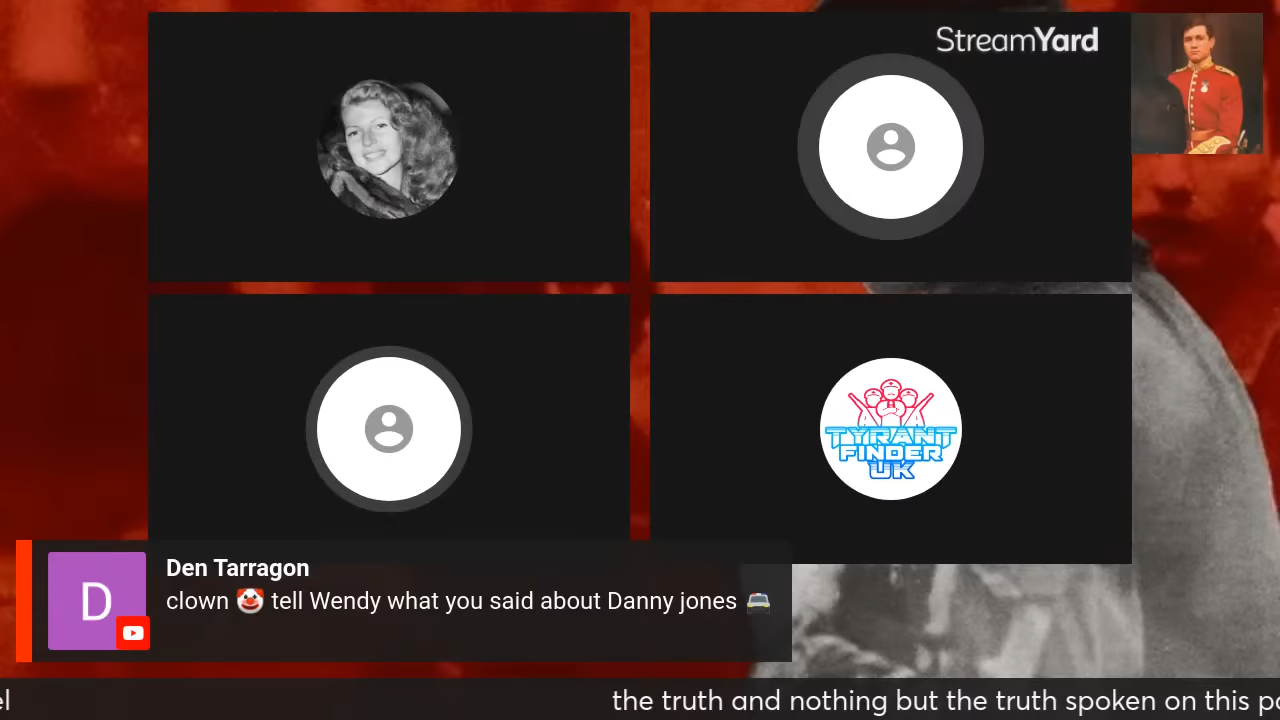 StreamYard
TYRANT
FINDER
UK
D
Den Tarragon
clown 🤡 tell Wendy what you said about Danny jones 🚔
the truth and nothing but the truth spoken on this